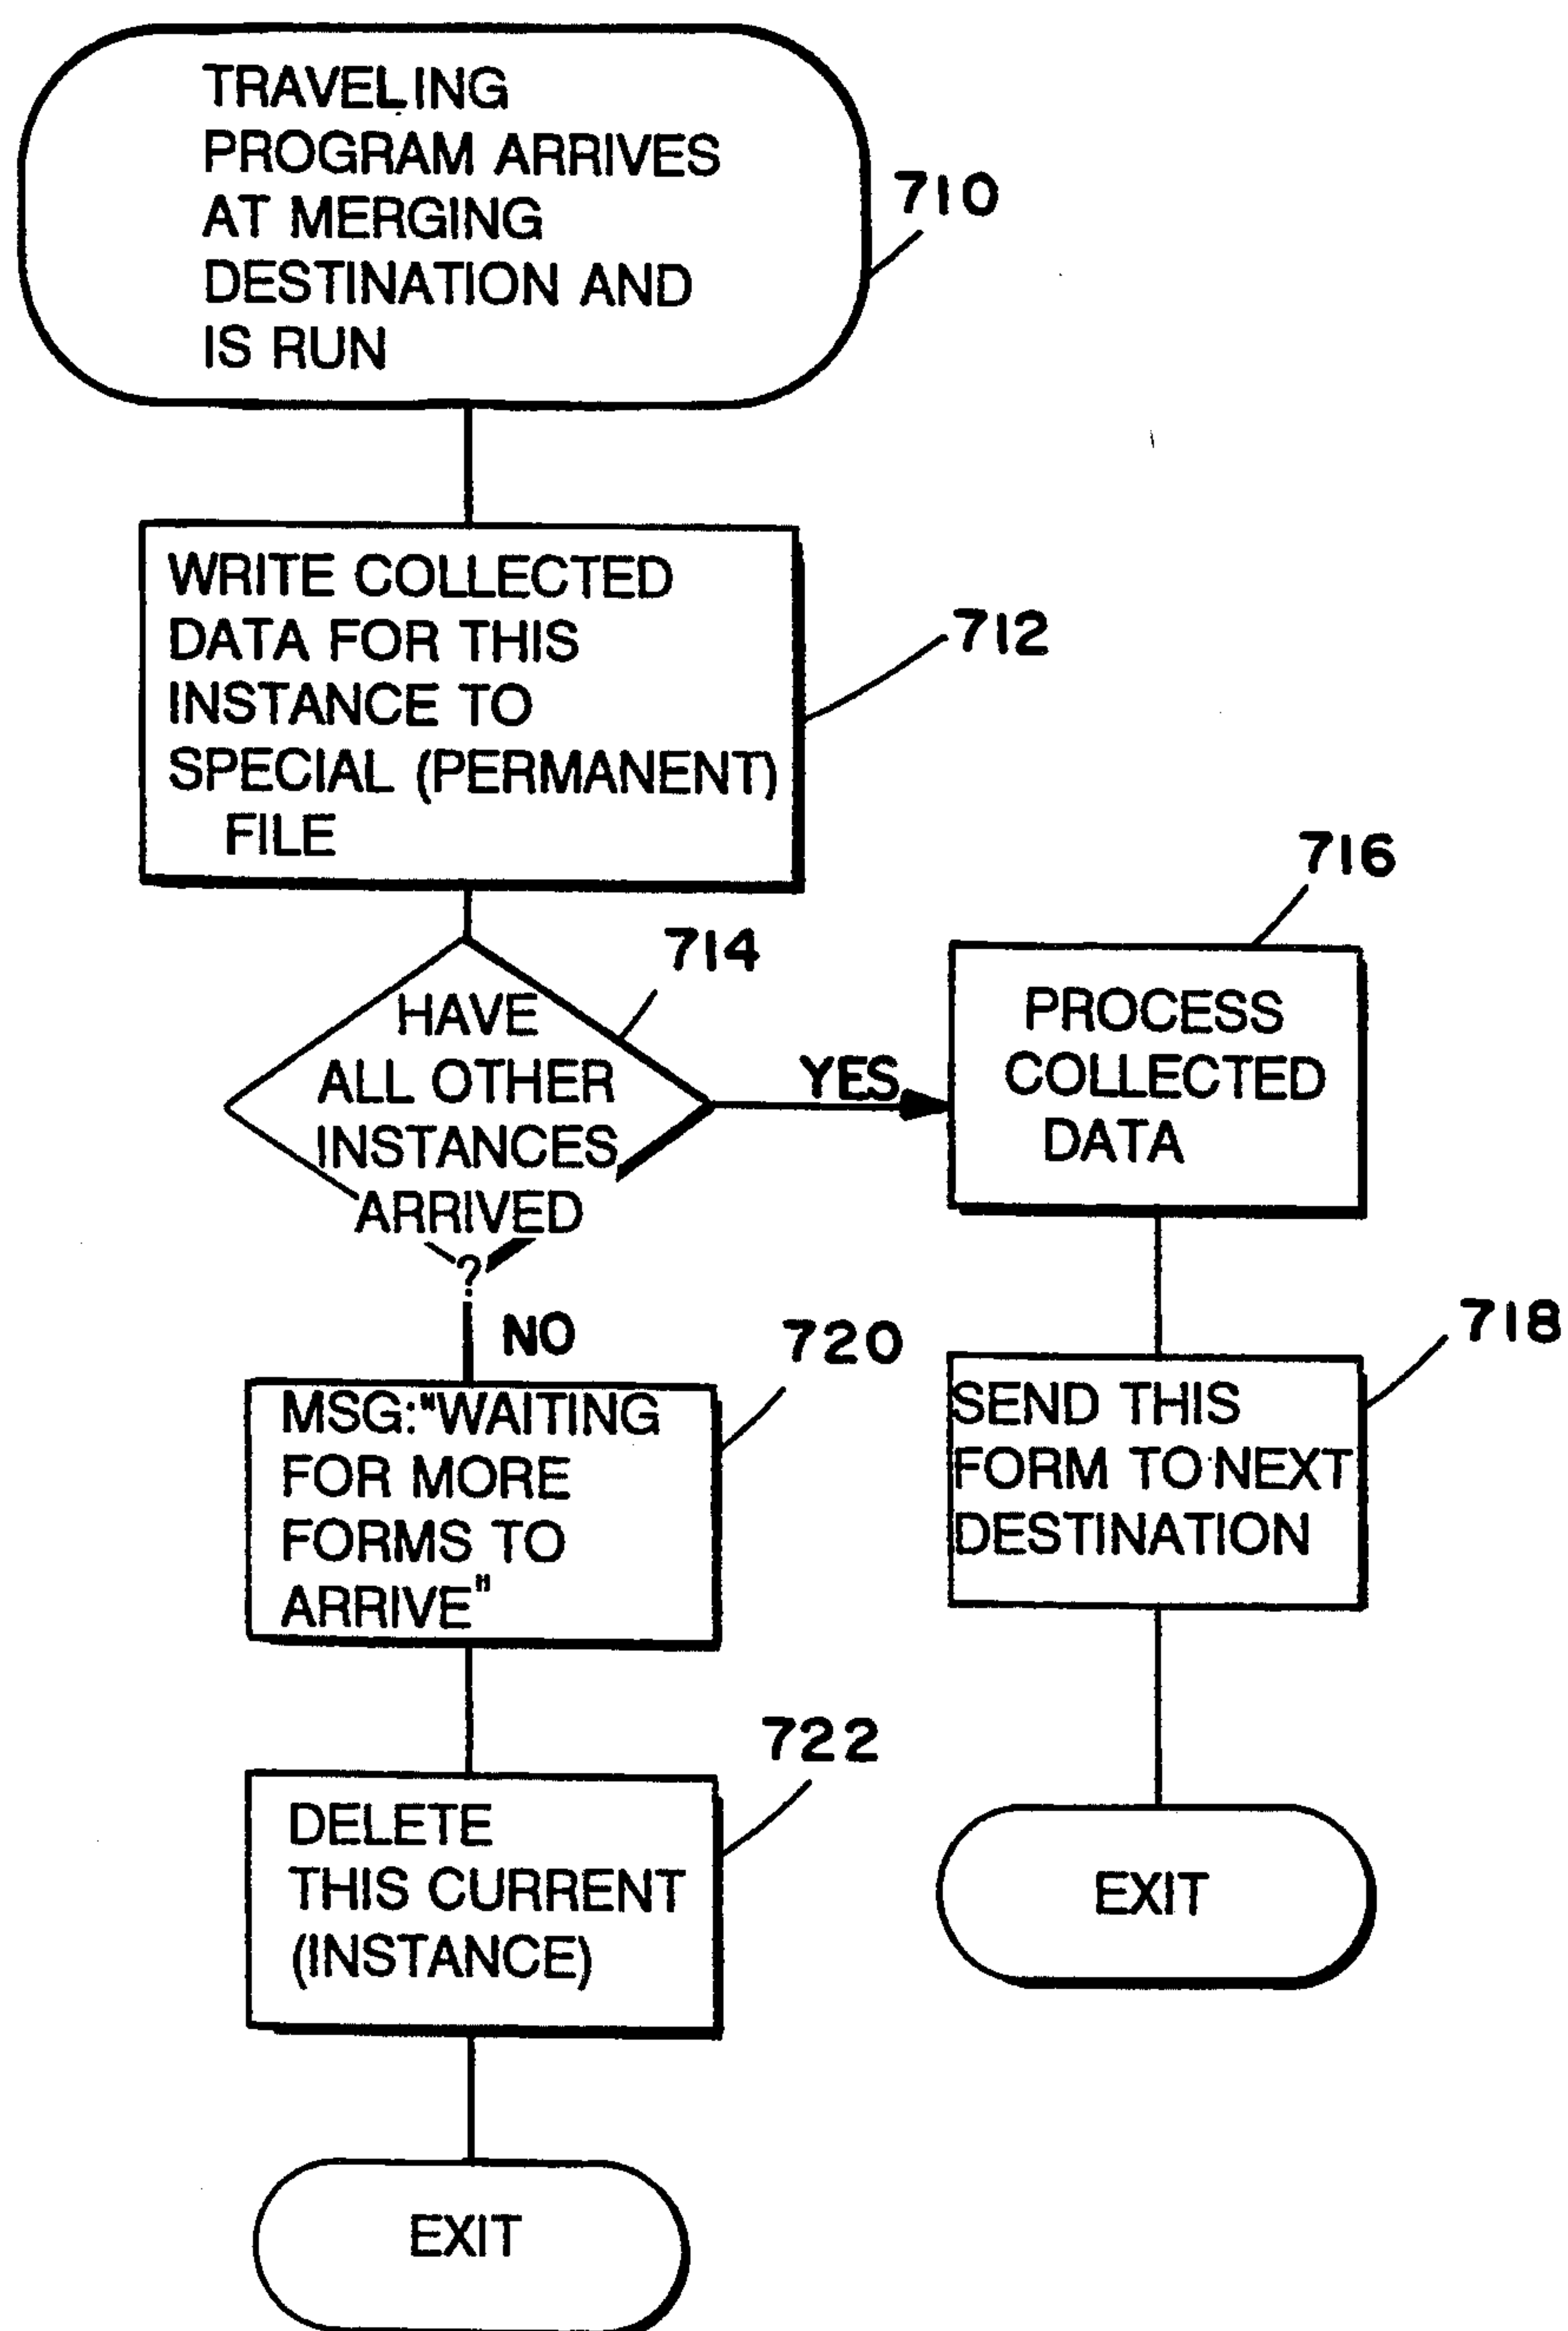 TRAVELING
PROGRAM ARRIVES
AT MERGING
DESTINATION AND
IS RUN
710
WRITE COLLECTED
DATA FOR THIS
INSTANCE TO
SPECIAL (PERMANENT)
FILE
712
HAVE
ALL OTHER
INSTANCES
ARRIVED
?
714
YES
PROCESS
COLLECTED
DATA
716
SEND THIS
FORM TO NEXT
DESTINATION
718
EXIT
NO
MSG:"WAITING
FOR MORE
FORMS TO
ARRIVE"
720
DELETE
THIS CURRENT
(INSTANCE)
722
EXIT